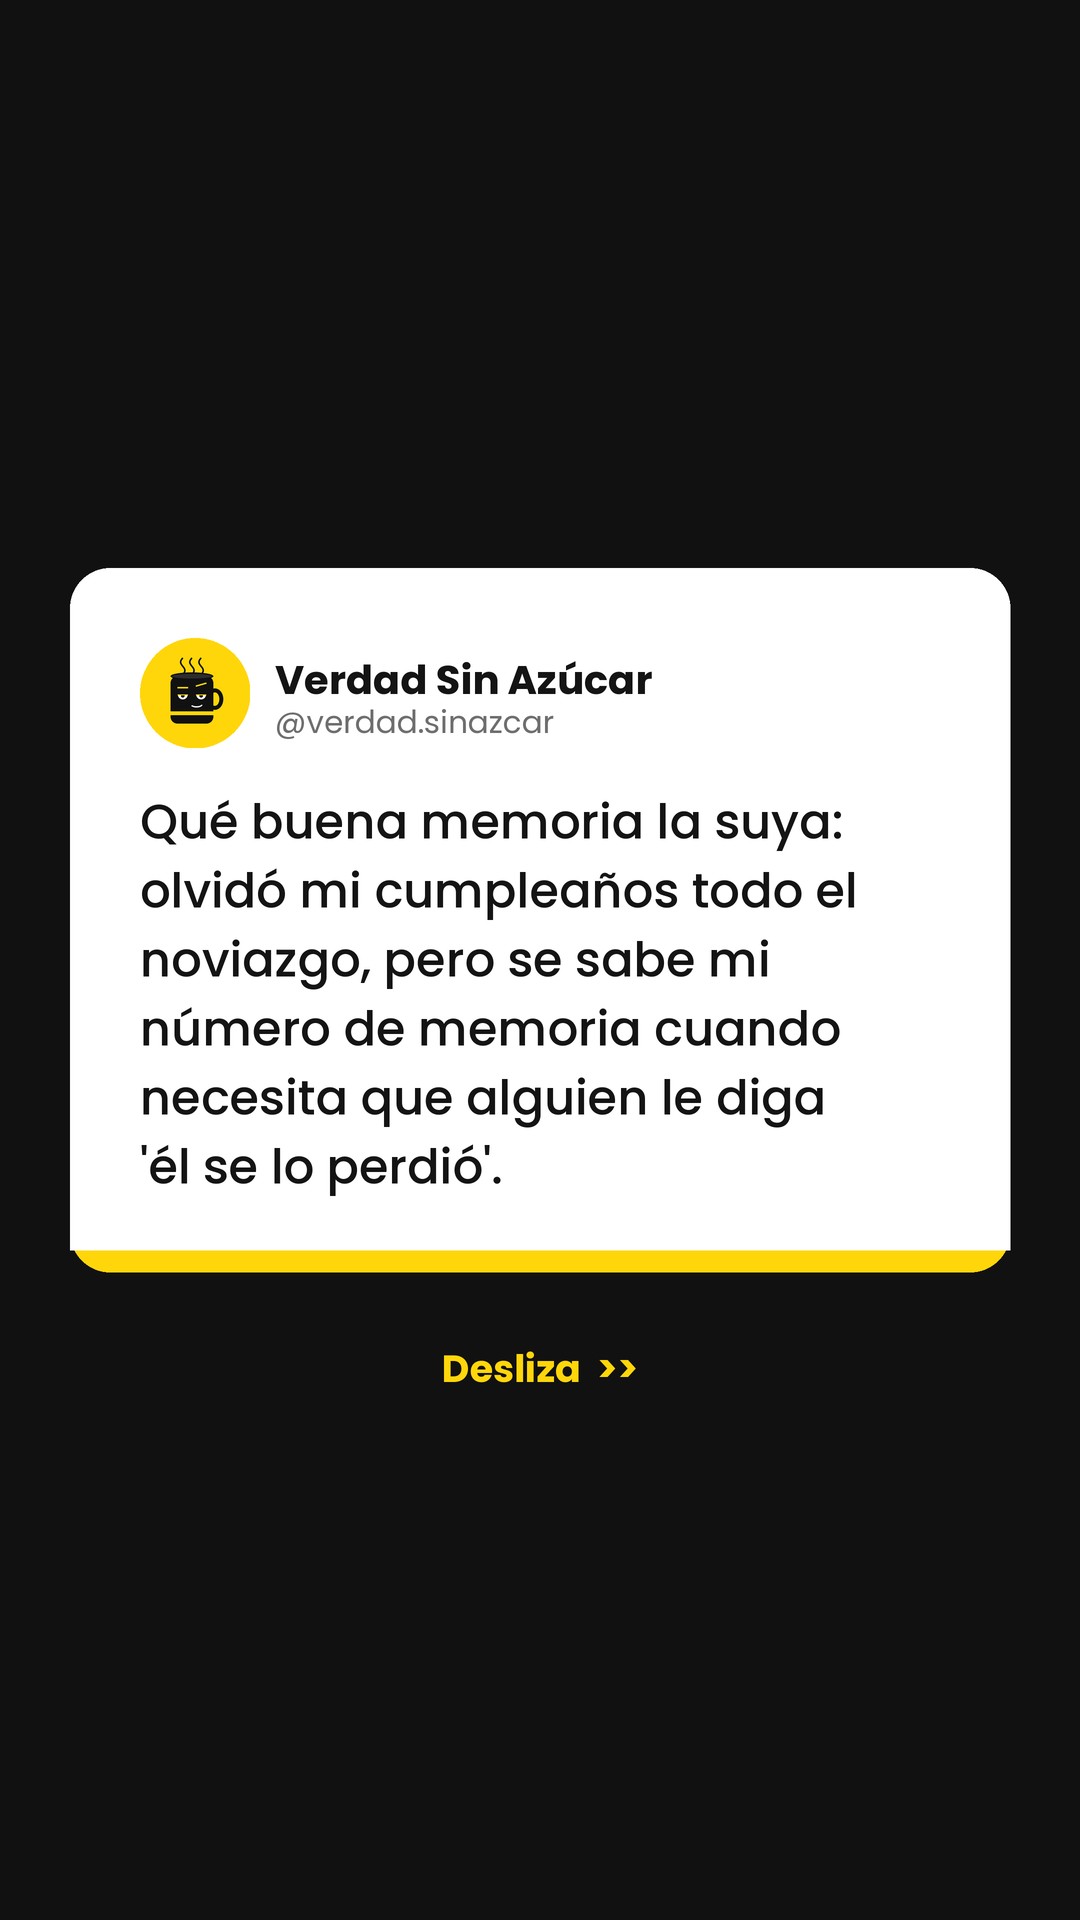 Verdad Sin Azúcar
@verdad.sinazcar
Qué buena memoria la suya:
olvidó mi cumpleaños todo el
noviazgo, pero se sabe mi
número de memoria cuando
necesita que alguien le diga
'él se lo perdió'.
Desliza >>